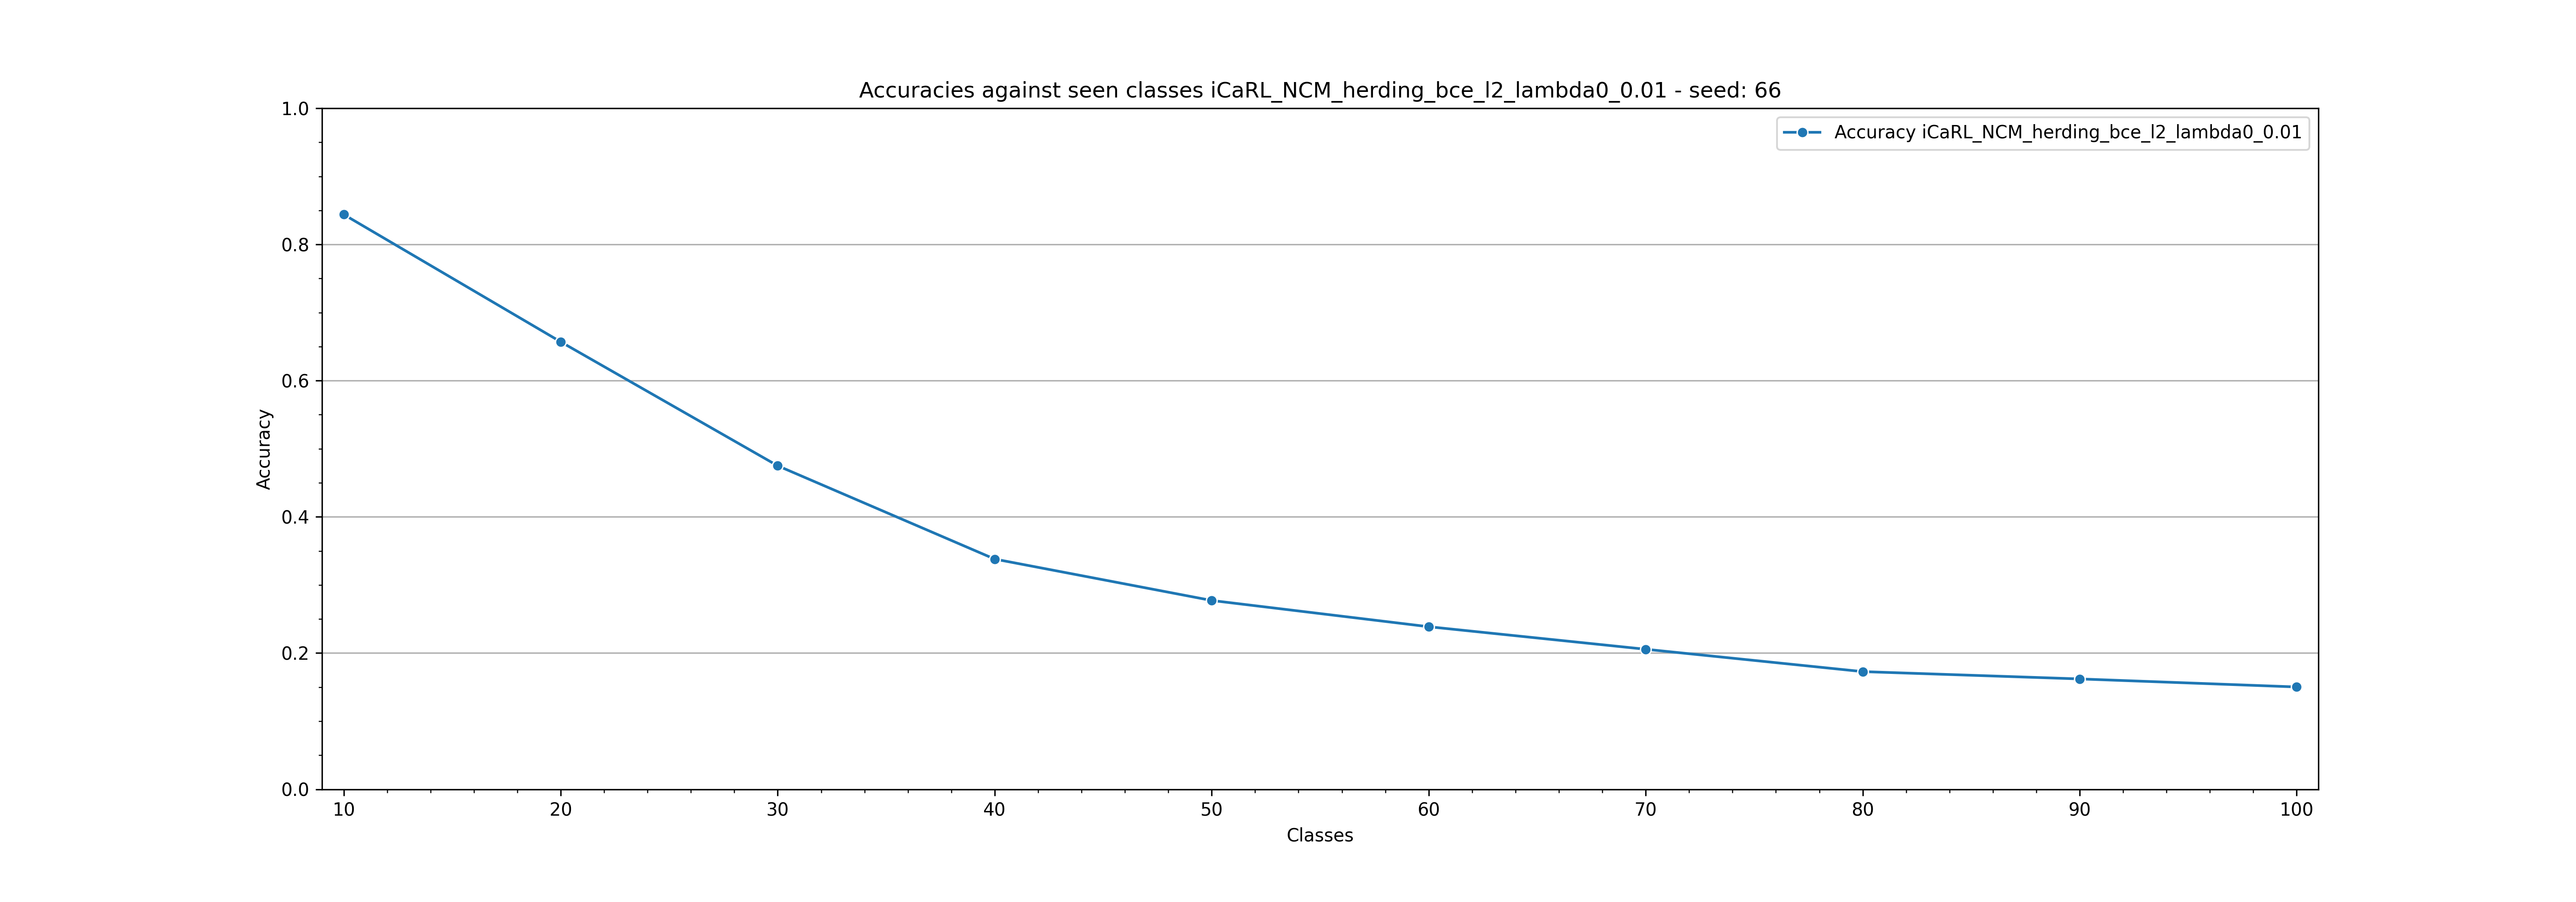 Accuracies against seen classes iCaRL_NCM_herding_bce_l2_lambda0_0.01 - seed: 66
Accuracy iCaRL_NCM_herding_bce_l2_lambda0_0.01
1.0
0.8
0.6
0.4
0.2
0.0
Accuracy
10 20 30 40 50 60 70 80 90 100
Classes